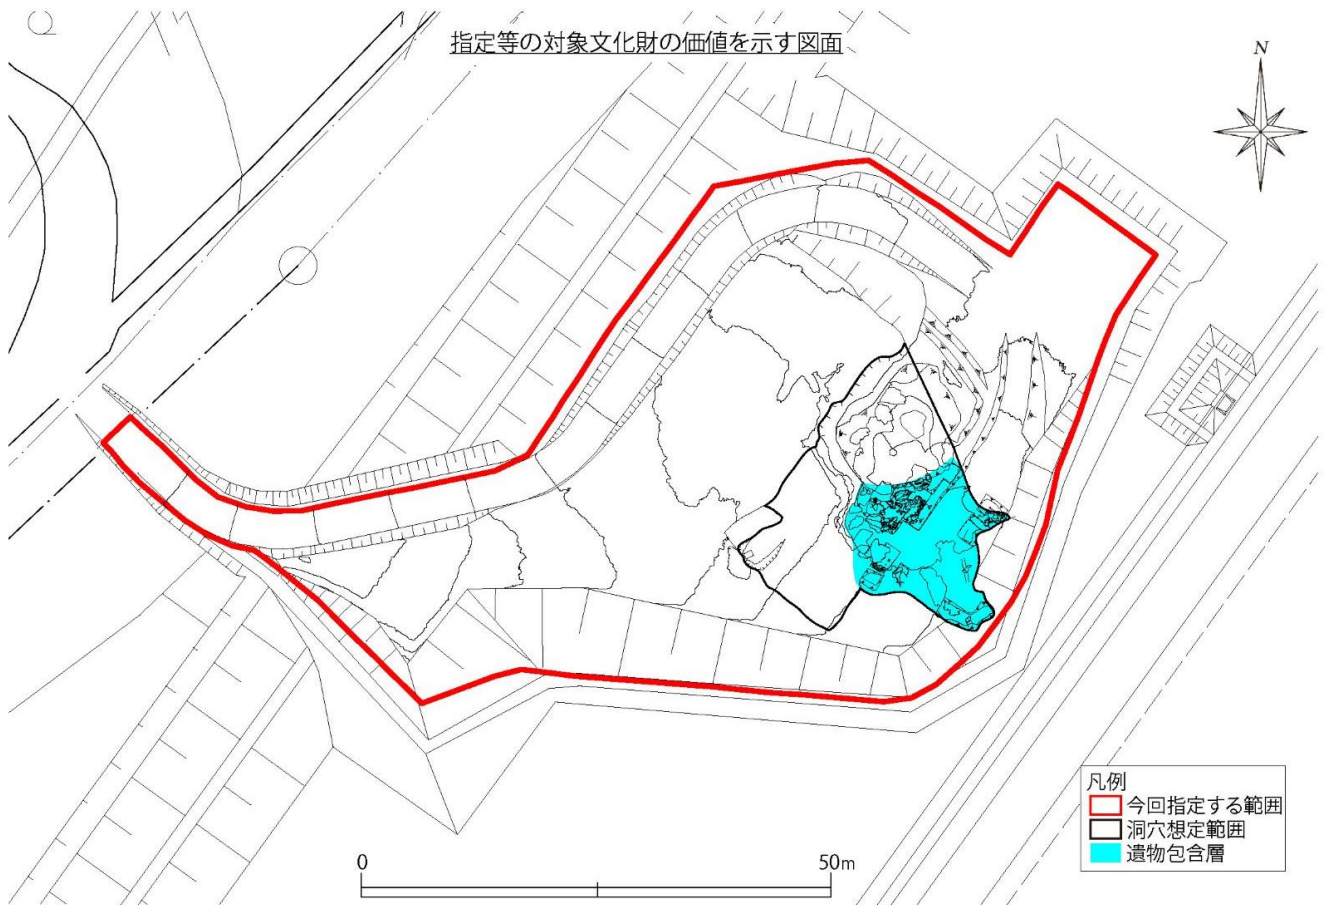 指定等の対象文化財の価値を示す図面
N
凡例
今回指定する範囲
洞穴想定範囲
遺物包含層
0 50m